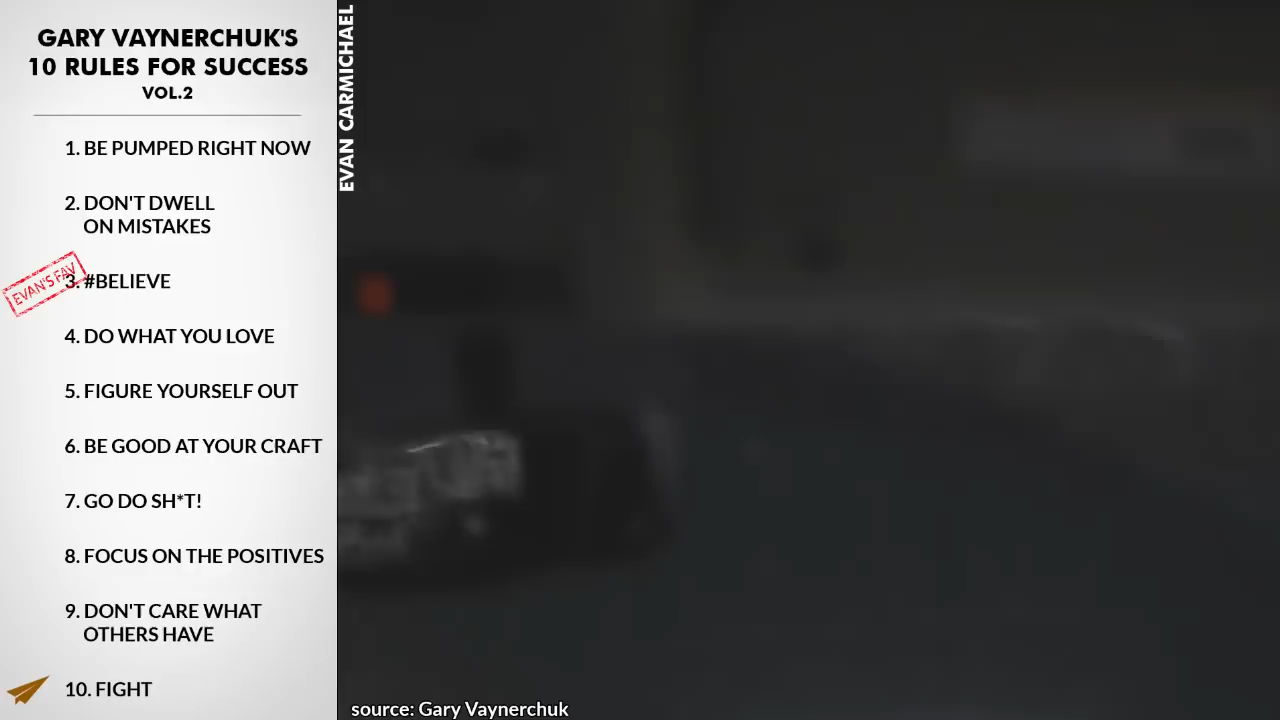 GARY VAYNERCHUK'S
10 RULES FOR SUCCESS
VOL.2
1. BE PUMPED RIGHT NOW
2. DON'T DWELL
ON MISTAKES
EVAN'S FAV
3. #BELIEVE
4. DO WHAT YOU LOVE
5. FIGURE YOURSELF OUT
6. BE GOOD AT YOUR CRAFT
7. GO DO SH*T!
8. FOCUS ON THE POSITIVES
9. DON'T CARE WHAT
OTHERS HAVE
10. FIGHT
EVAN CARMICHAEL
source: Gary Vaynerchuk